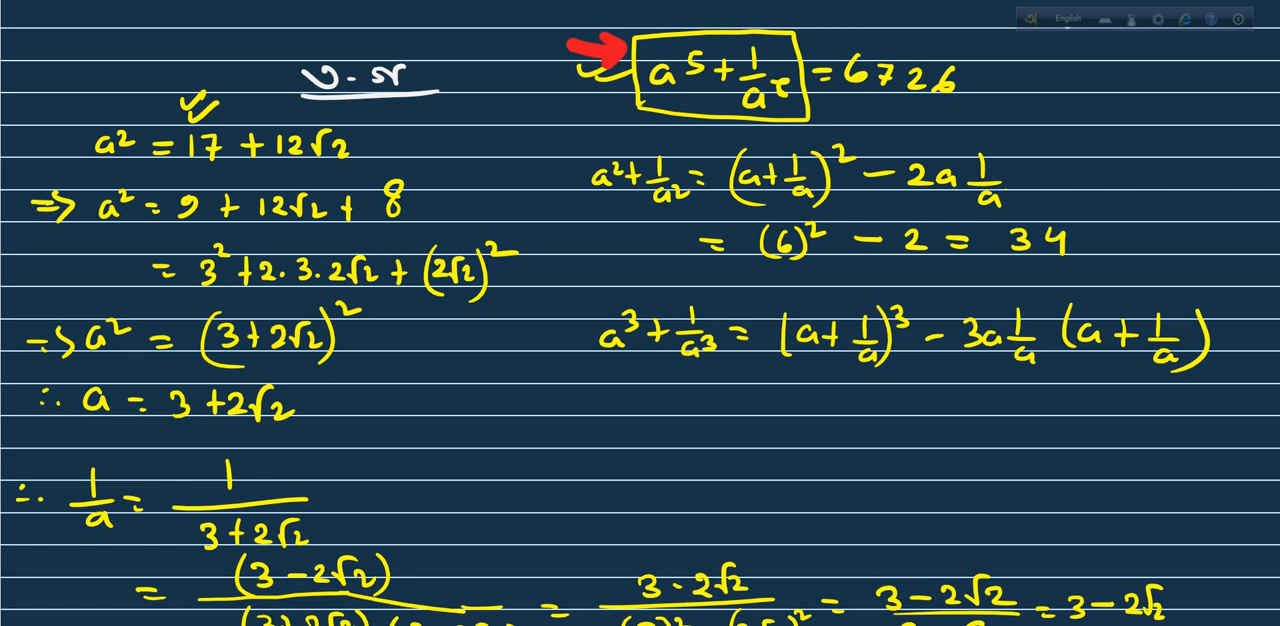 English
७-नং
a² = 17 + 12√2
⇒ a² = 9 + 12√2 + 8
= 3² + 2. 3. 2√2 + (2√2)²
⇒ a² = (3 + 2√2)²
∴ a = 3 + 2√2
∴ 1/a = 1/(3 + 2√2)
= (3 - 2√2)/
= 3 - 2√2/
= 3 - 2√2/
= 3 - 2√2
a⁵ + 1/a⁵ = 6726
a² + 1/a² = (a + 1/a)² - 2a 1/a
= (6)² - 2 = 34
a³ + 1/a³ = (a + 1/a)³ - 3a 1/a (a + 1/a)